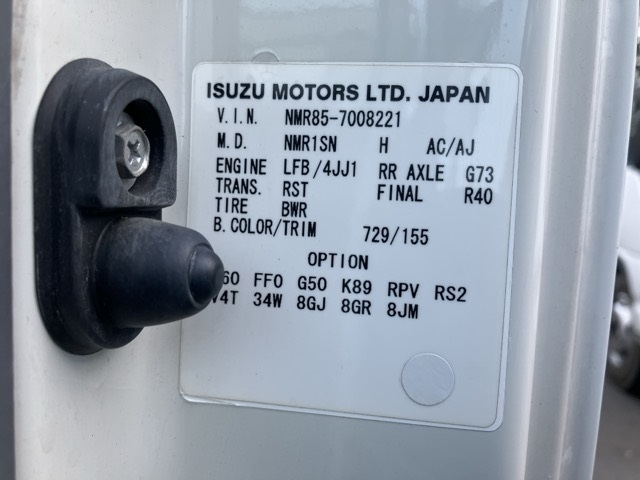 ISUZU MOTORS LTD. JAPAN
V.I.N. NMR85-7008221
M.D. NMR1SN H AC/AJ
ENGINE LFB/4JJ1 RR AXLE G73
TRANS. RST FINAL R40
TIRE BWR
B.COLOR/TRIM 729/155
OPTION
FF0 G50 K89 RPV RS2
34W 8GJ 8GR 8JM